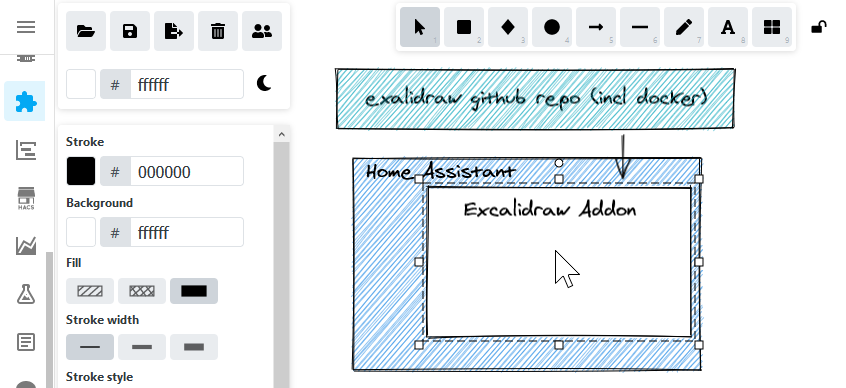 1
2
3
4
5
6
7
8
9
# ffffff
Stroke
# 000000
Background
# ffffff
Fill
Stroke width
Stroke style
HACS
exalidraw github repo (incl docker)
Home Assistant
Excalidraw Addon